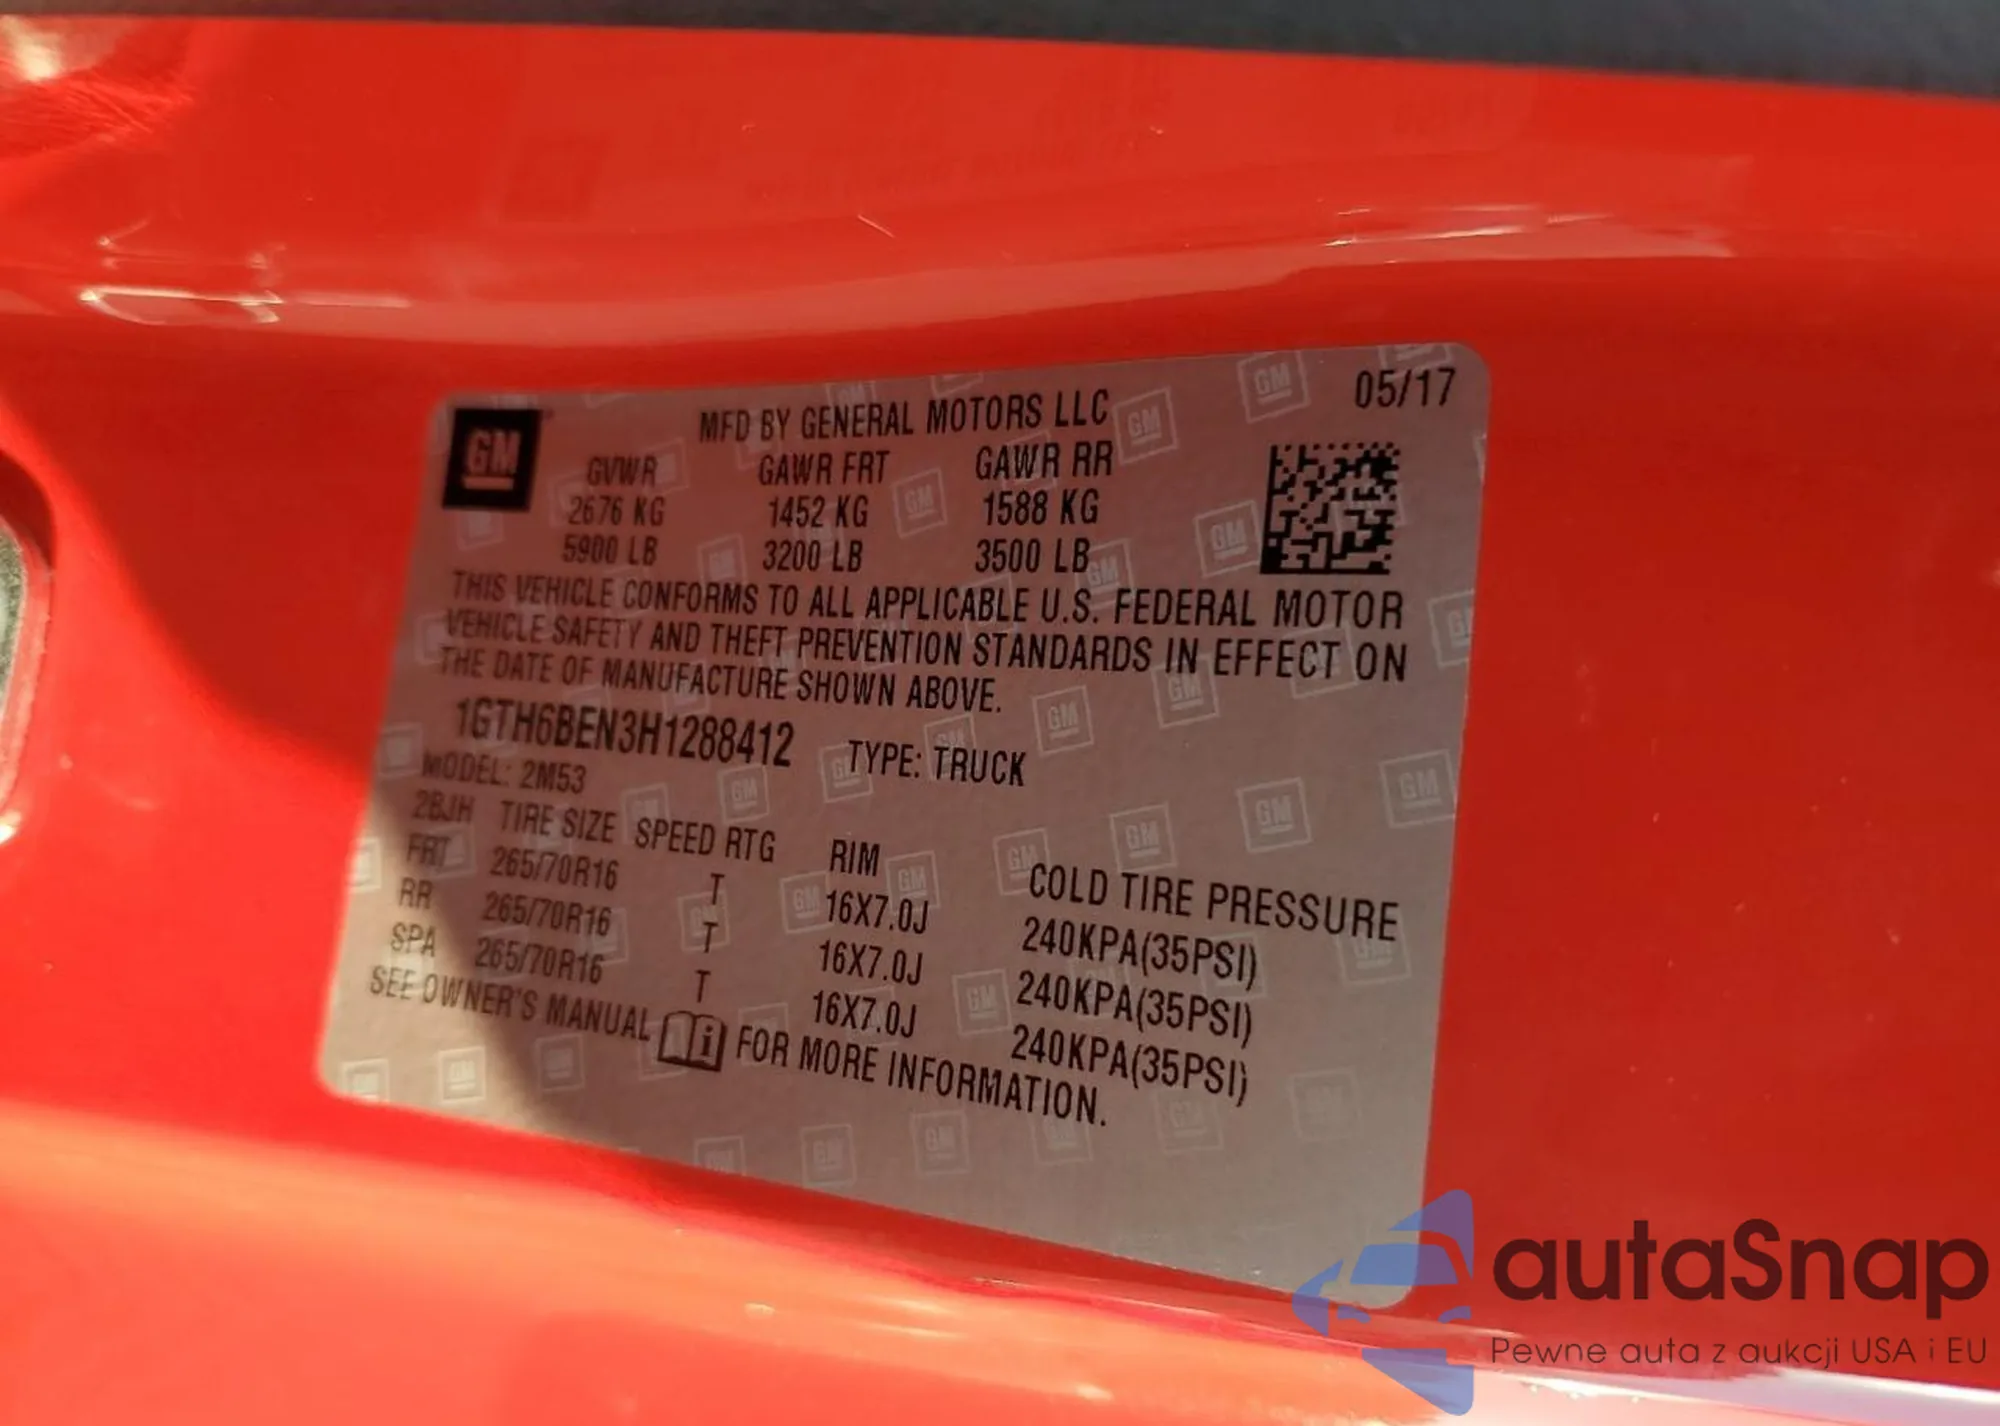 GM
MFD BY GENERAL MOTORS LLC
05/17
GVWR GAWR FRT GAWR RR
2676 KG 1452 KG 1588 KG
5900 LB 3200 LB 3500 LB
THIS VEHICLE CONFORMS TO ALL APPLICABLE U.S. FEDERAL MOTOR
VEHICLE SAFETY AND THEFT PREVENTION STANDARDS IN EFFECT ON
THE DATE OF MANUFACTURE SHOWN ABOVE.
1GTH6BEN3H1288412 TYPE: TRUCK
MODEL: 2M53
2BJH TIRE SIZE SPEED RTG RIM COLD TIRE PRESSURE
FRT 265/70R16 T 16X7.0J 240KPA(35PSI)
RR 265/70R16 T 16X7.0J 240KPA(35PSI)
SPA 265/70R16 T 16X7.0J 240KPA(35PSI)
SEE OWNER'S MANUAL FOR MORE INFORMATION.
autaSnap
Pewne auta z aukcji USA i EU